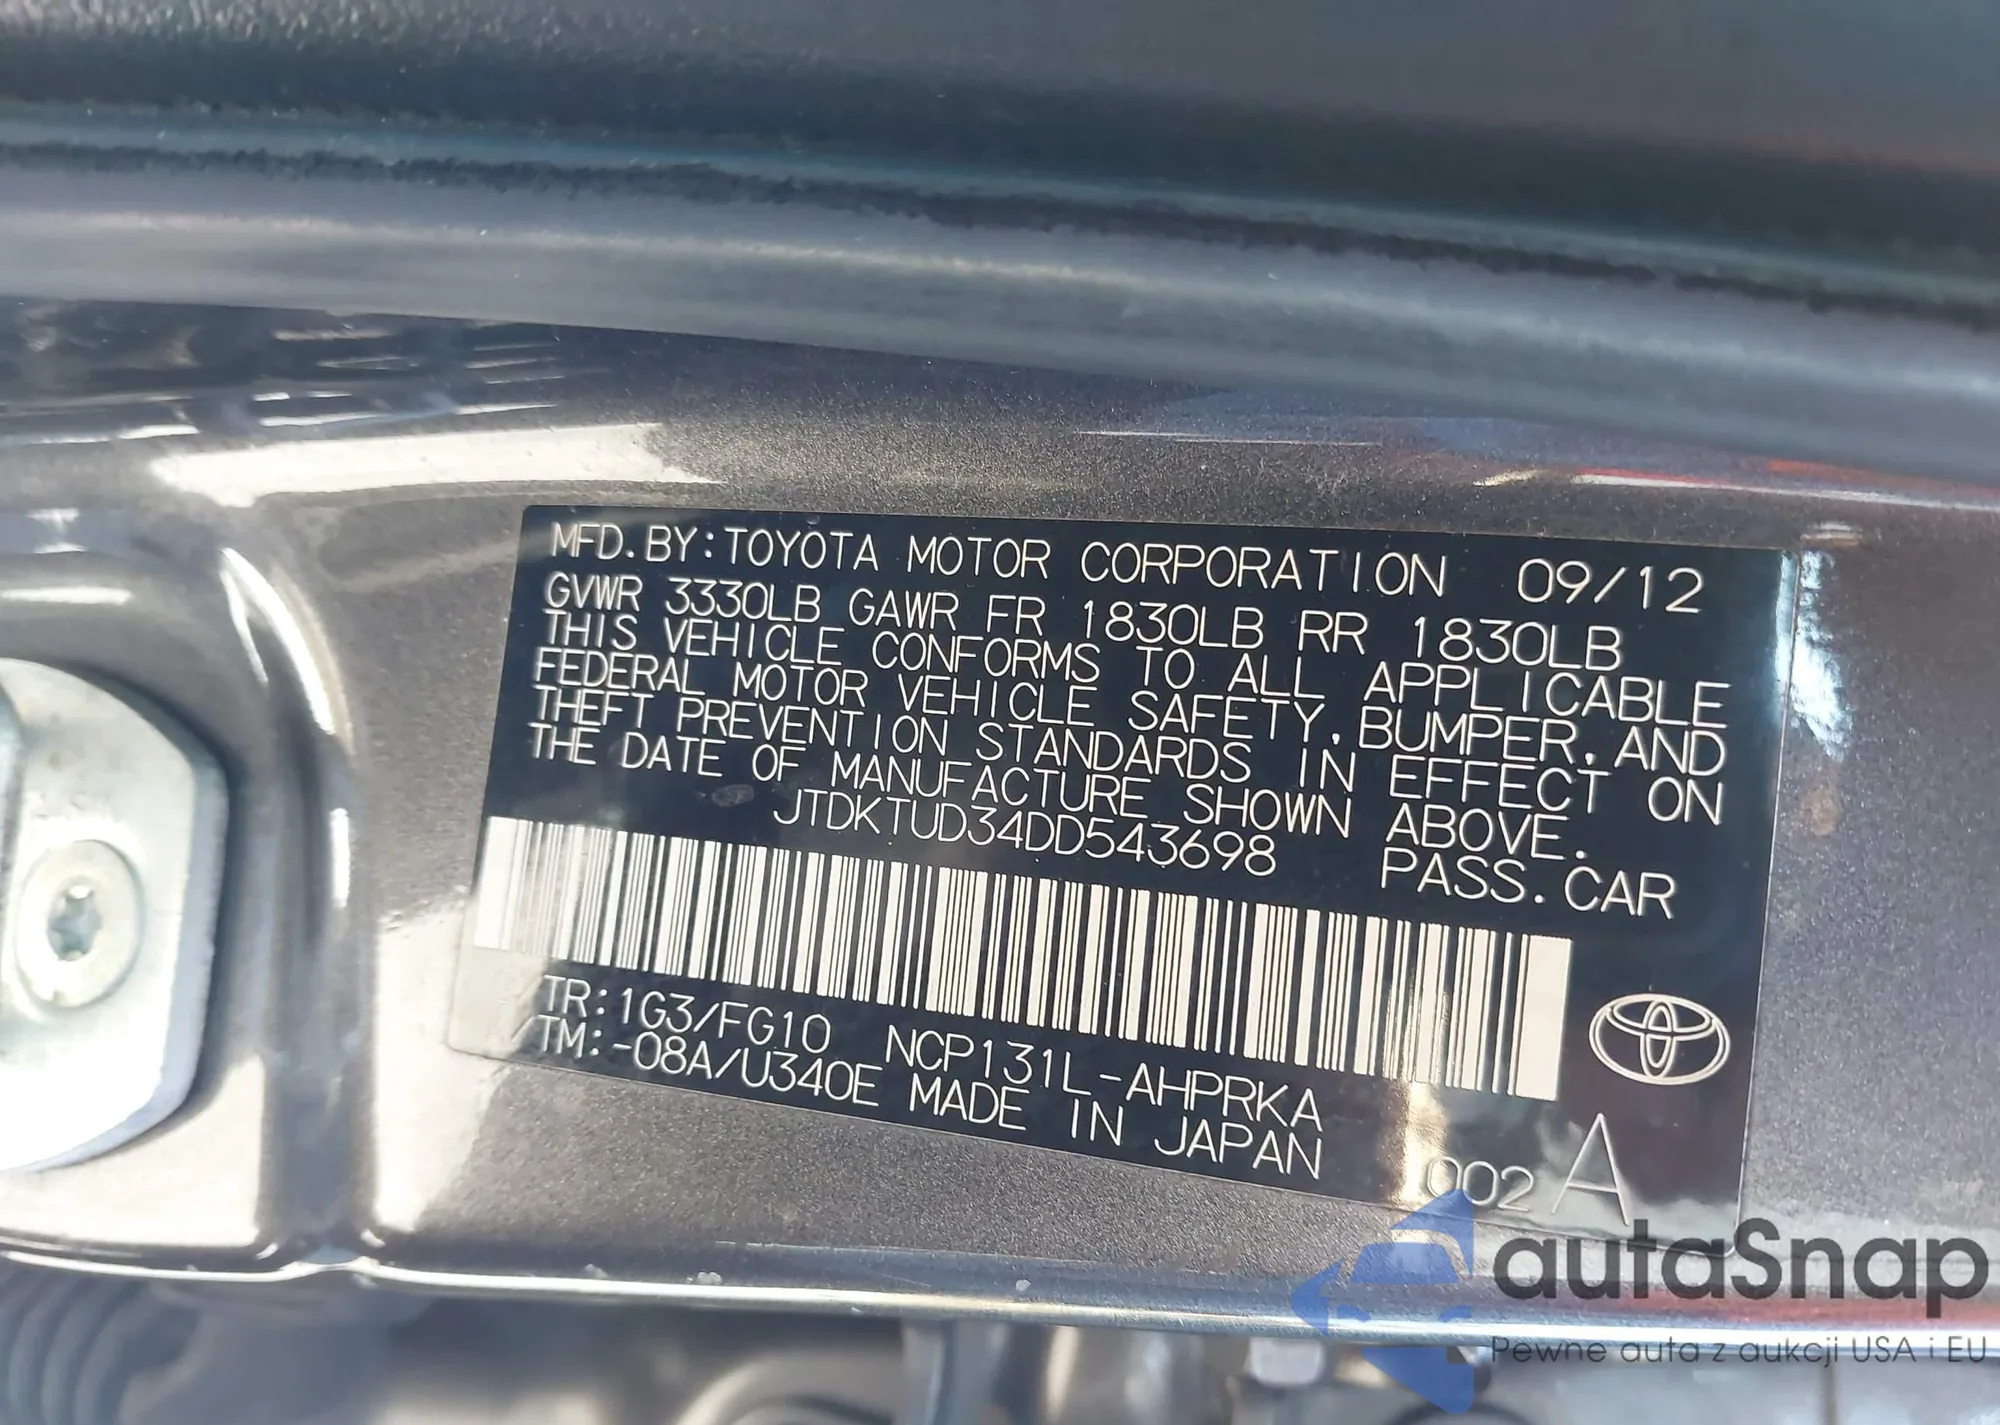 MFD.BY:TOYOTA MOTOR CORPORATION 09/12
GVWR 3330LB GAWR FR 1830LB RR 1830LB
THIS VEHICLE CONFORMS TO ALL APPLICABLE
FEDERAL MOTOR VEHICLE SAFETY,BUMPER,AND
THEFT PREVENTION STANDARDS IN EFFECT ON
THE DATE OF MANUFACTURE SHOWN ABOVE.
JTDKTUD34DD543698 PASS.CAR
/TR:1G3/FG10 NCP131L-AHPRKA
/TM:-08A/U340E MADE IN JAPAN
002 A
autaSnap
Pewne auta z aukcji USA i EU